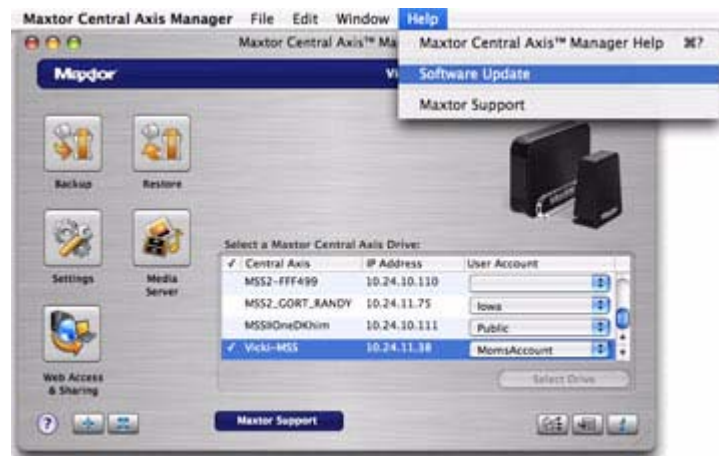 Maxtor Central Axis Manager File Edit Window Help
Maxtor Central Axis™ Ma
Maxtor Central Axis™ Manager Help ⌘?
Software Update
Maxtor Support
Maxtor
Backup
Restore
Settings
Media Server
Web Access & Sharing
Select a Maxtor Central Axis Drive:
✓ Central Axis IP Address User Account
MSS2-FFF499 10.24.10.110
MSS2_GORT_RANDY 10.24.11.75 Iowa
MSSIIOneDKhim 10.24.10.111 Public
✓ Vicki-MSS 10.24.11.38 MomsAccount
Select Drive
? Maxtor Support